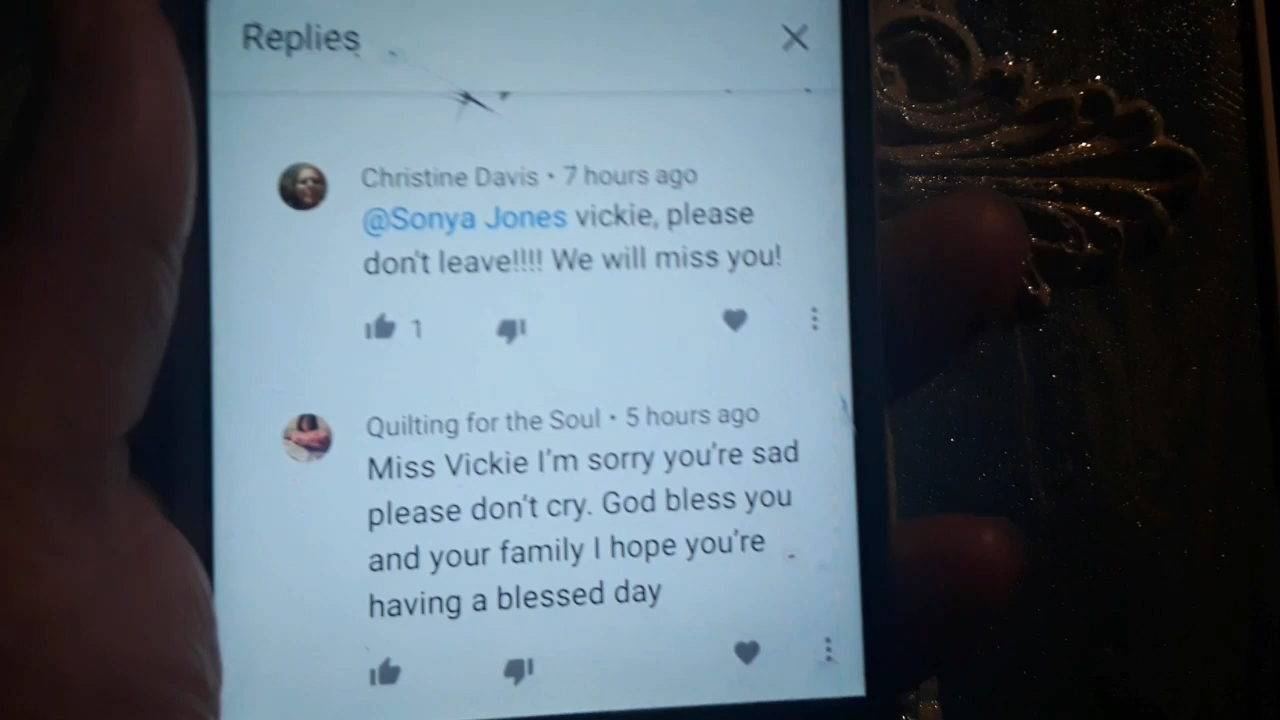 Replies
Christine Davis • 7 hours ago
@Sonya Jones vickie, please
don't leave!!!! We will miss you!
1
Quilting for the Soul • 5 hours ago
Miss Vickie I'm sorry you're sad
please don't cry. God bless you
and your family I hope you're
having a blessed day